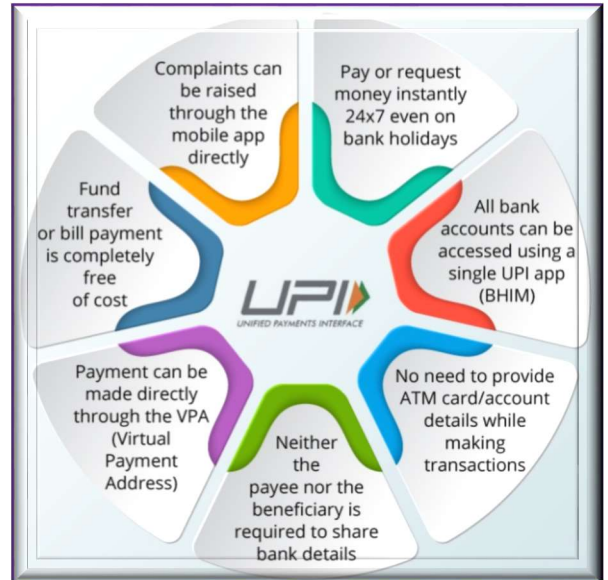 Complaints can
be raised
through the
mobile app
directly
Pay or request
money instantly
24x7 even on
bank holidays
All bank
accounts can be
accessed using a
single UPI app
(BHIM)
No need to provide
ATM card/account
details while
making
transactions
Neither
the
payee nor the
beneficiary is
required to share
bank details
Payment can be
made directly
through the VPA
(Virtual
Payment
Address)
Fund
transfer
or bill payment
is completely
free
of cost
UPI
UNIFIED PAYMENTS INTERFACE